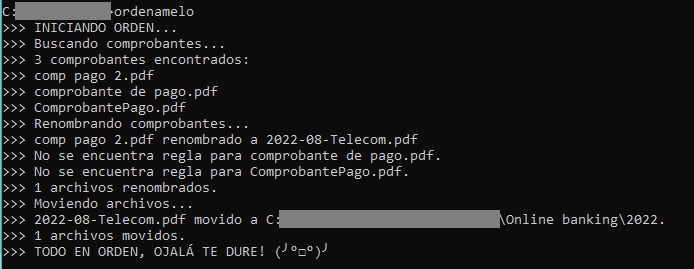 C:>ordenamelo
>>> INICIANDO ORDEN...
>>> Buscando comprobantes...
>>> 3 comprobantes encontrados:
>>> comp pago 2.pdf
>>> comprobante de pago.pdf
>>> ComprobantePago.pdf
>>> Renombrando comprobantes...
>>> comp pago 2.pdf renombrado a 2022-08-Telecom.pdf
>>> No se encuentra regla para comprobante de pago.pdf.
>>> No se encuentra regla para ComprobantePago.pdf.
>>> 1 archivos renombrados.
>>> Moviendo archivos...
>>> 2022-08-Telecom.pdf movido a C:\Online banking\2022.
>>> 1 archivos movidos.
>>> TODO EN ORDEN, OJALÁ TE DURE! (╯°□°)╯